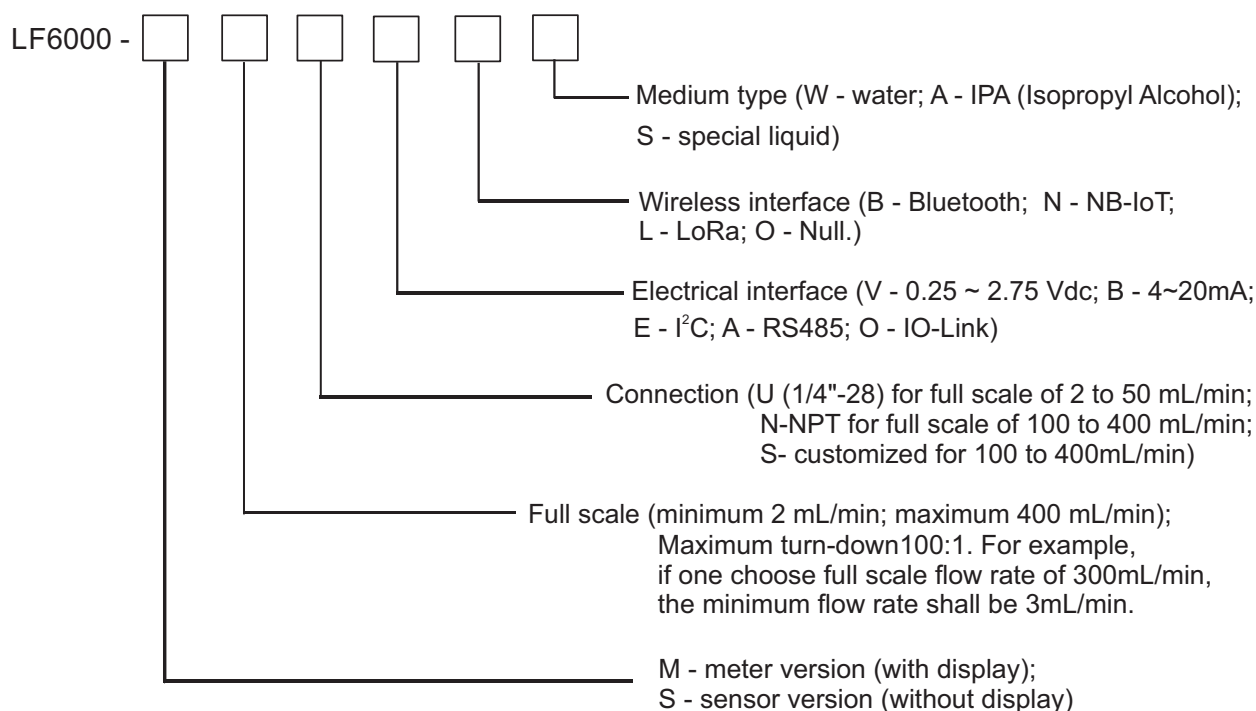 LF6000 -
Medium type (W - water; A - IPA (Isopropyl Alcohol);
S - special liquid)
Wireless interface (B - Bluetooth; N - NB-IoT;
L - LoRa; O - Null.)
Electrical interface (V - 0.25 ~ 2.75 Vdc; B - 4~20mA;
E - I²C; A - RS485; O - IO-Link)
Connection (U (1/4"-28) for full scale of 2 to 50 mL/min;
N-NPT for full scale of 100 to 400 mL/min;
S- customized for 100 to 400mL/min)
Full scale (minimum 2 mL/min; maximum 400 mL/min);
Maximum turn-down100:1. For example,
if one choose full scale flow rate of 300mL/min,
the minimum flow rate shall be 3mL/min.
M - meter version (with display);
S - sensor version (without display)